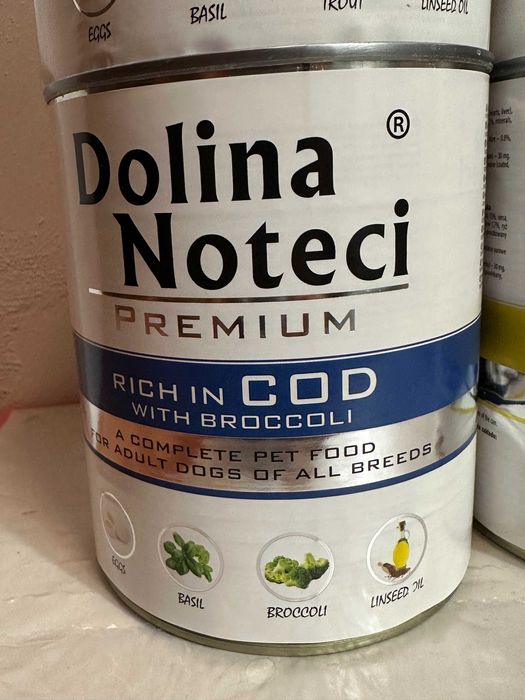 EGGS
BASIL
TROUT
LINSEED OIL
Dolina ®
Noteci
PREMIUM
RICH IN COD
WITH BROCCOLI
A COMPLETE PET FOOD
FOR ADULT DOGS OF ALL BREEDS
EGGS
BASIL
BROCCOLI
LINSEED OIL